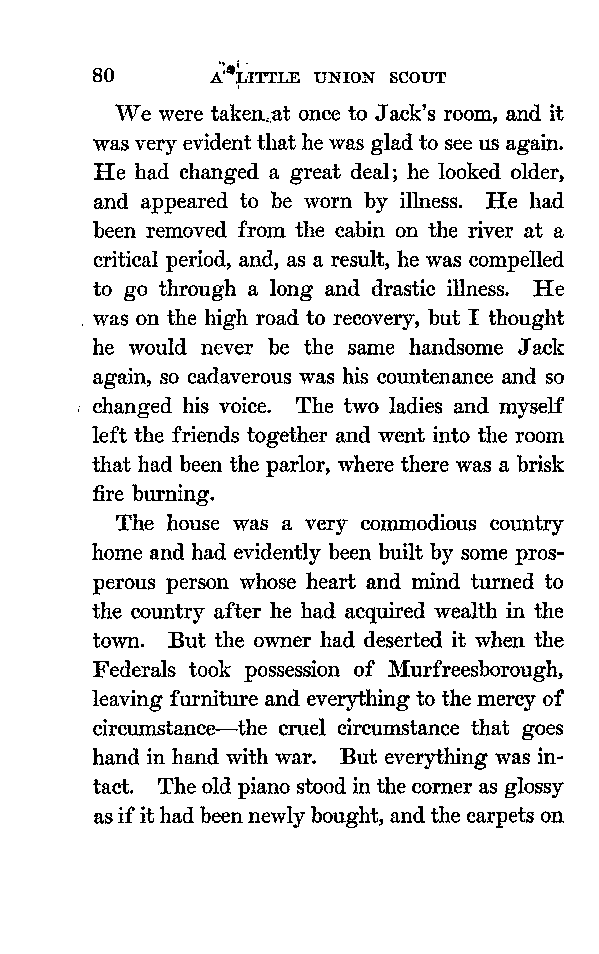 80 A LITTLE UNION SCOUT
We were taken at once to Jack's room, and it
was very evident that he was glad to see us again.
He had changed a great deal; he looked older,
and appeared to be worn by illness. He had
been removed from the cabin on the river at a
critical period, and, as a result, he was compelled
to go through a long and drastic illness. He
was on the high road to recovery, but I thought
he would never be the same handsome Jack
again, so cadaverous was his countenance and so
changed his voice. The two ladies and myself
left the friends together and went into the room
that had been the parlor, where there was a brisk
fire burning.
The house was a very commodious country
home and had evidently been built by some pros-
perous person whose heart and mind turned to
the country after he had acquired wealth in the
town. But the owner had deserted it when the
Federals took possession of Murfreesborough,
leaving furniture and everything to the mercy of
circumstance—the cruel circumstance that goes
hand in hand with war. But everything was in-
tact. The old piano stood in the corner as glossy
as if it had been newly bought, and the carpets on